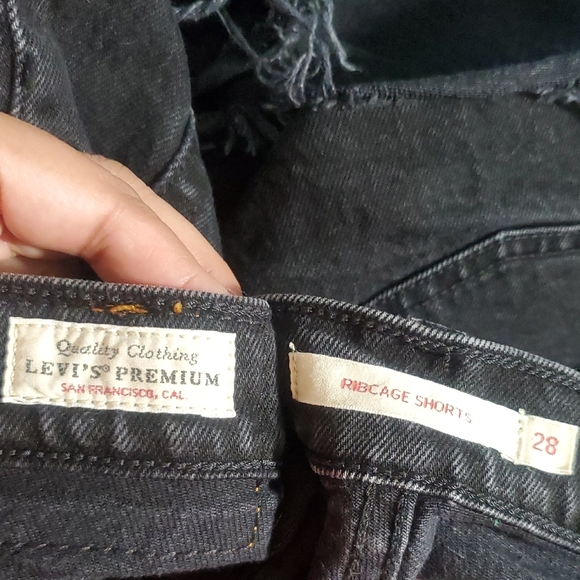 Quality Clothing
LEVI'S® PREMIUM
SAN FRANCISCO, CAL.
RIBCAGE SHORTS
28